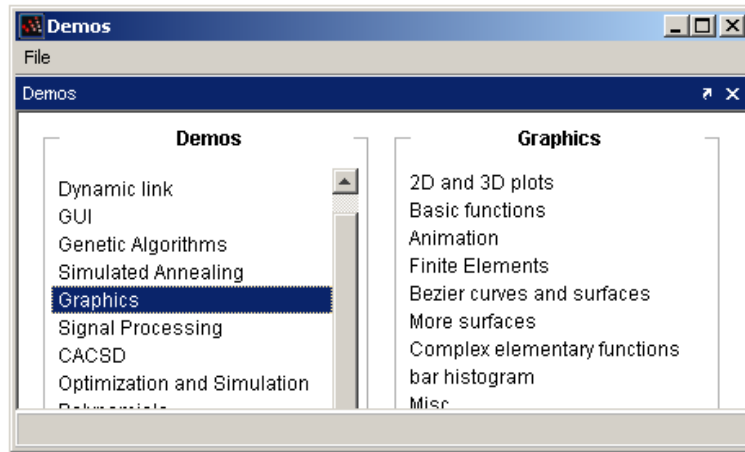 Demos
File
Demos
Demos
Dynamic link
GUI
Genetic Algorithms
Simulated Annealing
Graphics
Signal Processing
CACSD
Optimization and Simulation
Graphics
2D and 3D plots
Basic functions
Animation
Finite Elements
Bezier curves and surfaces
More surfaces
Complex elementary functions
bar histogram
Misc